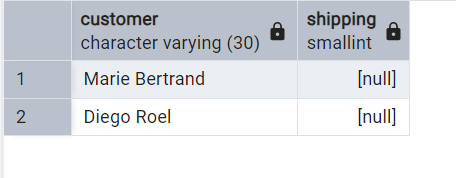 customer shipping
character varying (30) smallint
1 Marie Bertrand [null]
2 Diego Roel [null]